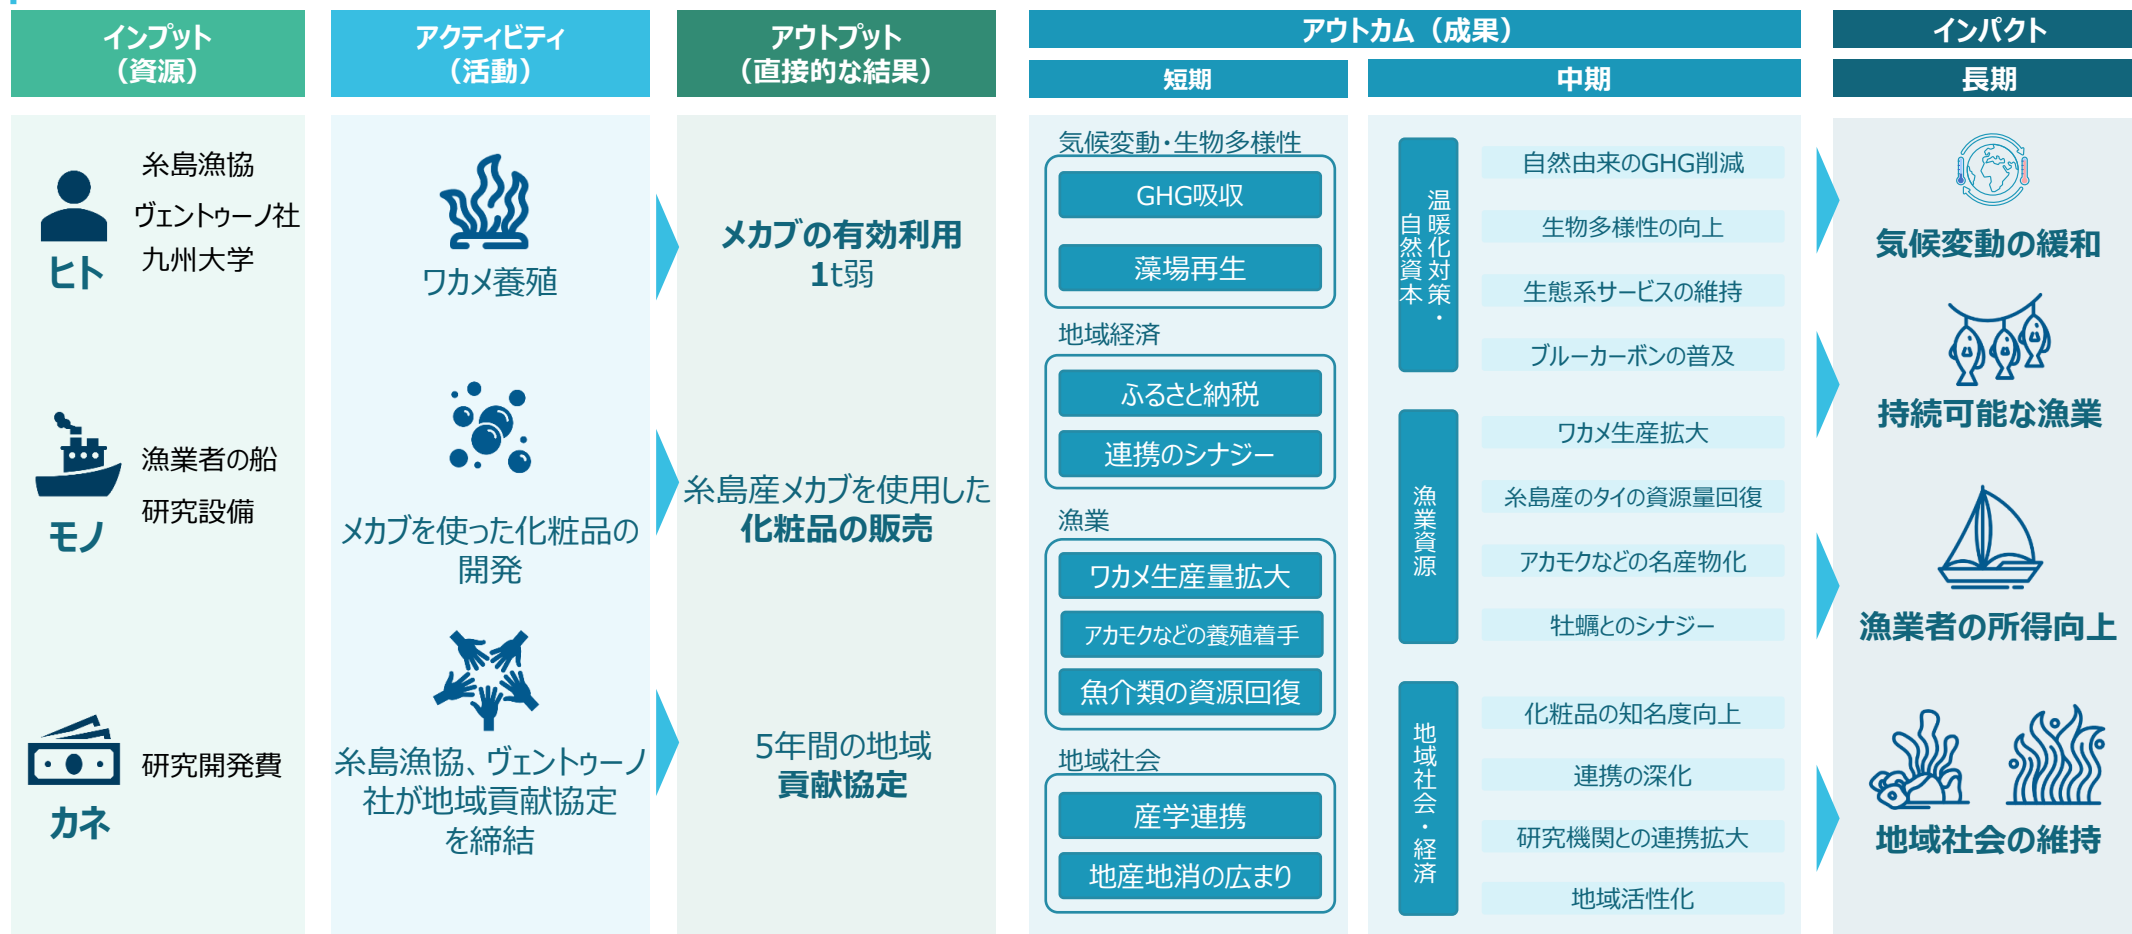 インプット
（資源）
アクティビティ
（活動）
アウトプット
（直接的な結果）
アウトカム（成果）
短期
中期
インパクト
長期
糸島漁協
ヴェントゥーノ社
九州大学
ヒト
漁業者の船
研究設備
モノ
研究開発費
カネ
ワカメ養殖
メカブを使った化粧品の
開発
糸島漁協、ヴェントゥーノ
社が地域貢献協定
を締結
メカブの有効利用
1t弱
糸島産メカブを使用した
化粧品の販売
5年間の地域
貢献協定
気候変動・生物多様性
GHG吸収
藻場再生
地域経済
ふるさと納税
連携のシナジー
漁業
ワカメ生産量拡大
アカモクなどの養殖着手
魚介類の資源回復
地域社会
産学連携
地産地消の広まり
温暖化対策・
自然資本
自然由来のGHG削減
生物多様性の向上
生態系サービスの維持
ブルーカーボンの普及
漁業資源
ワカメ生産拡大
糸島産のタイの資源量回復
アカモクなどの名産物化
牡蠣とのシナジー
地域社会・経済
化粧品の知名度向上
連携の深化
研究機関との連携拡大
地域活性化
気候変動の緩和
持続可能な漁業
漁業者の所得向上
地域社会の維持